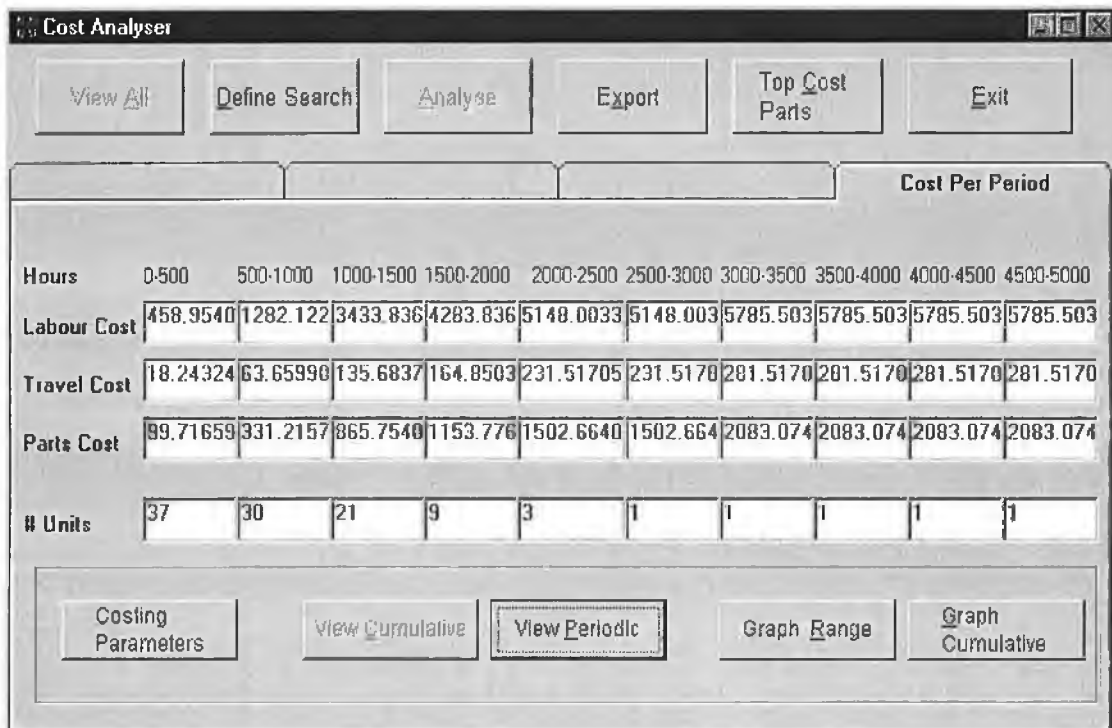 Cost Analyser
View All Define Search Analyse Export Top Cost Parts Exit
Cost Per Period
Hours 0-500 500-1000 1000-1500 1500-2000 2000-2500 2500-3000 3000-3500 3500-4000 4000-4500 4500-5000
Labour Cost 458.9540 1282.122 3433.836 4283.836 5148.0033 5148.003 5785.503 5785.503 5785.503 5785.503
Travel Cost 18.24324 63.65990 135.6837 164.8503 231.51705 231.5170 281.5170 281.5170 281.5170 281.5170
Parts Cost 99.71659 331.2157 865.7540 1153.776 1502.6640 1502.664 2083.074 2083.074 2083.074 2083.074
# Units 37 30 21 9 3 1 1 1 1 1
Costing Parameters View Cumulative View Periodic Graph Range Graph Cumulative